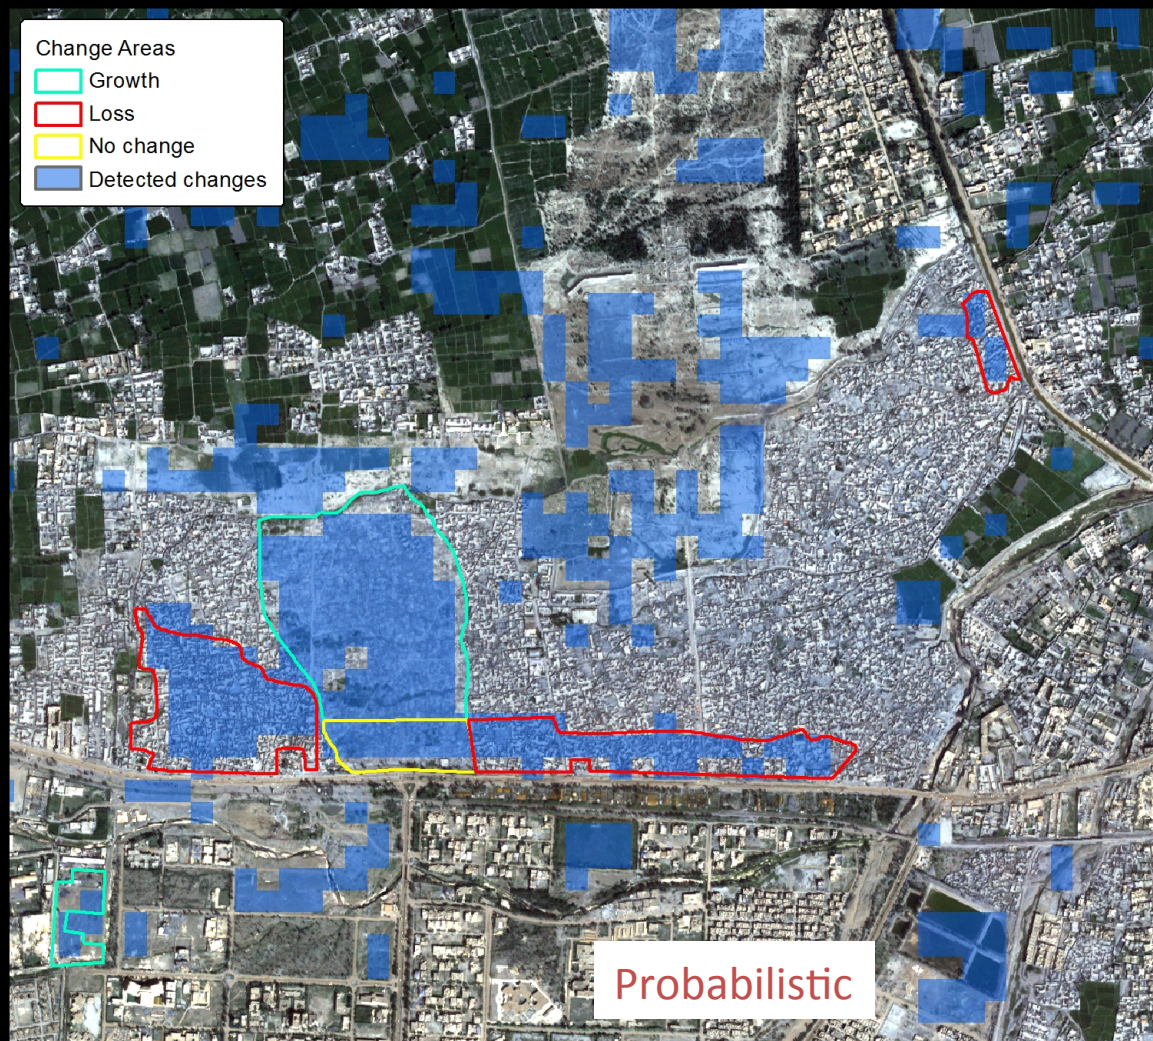 Change Areas
Growth
Loss
No change
Detected changes
Probabilistic